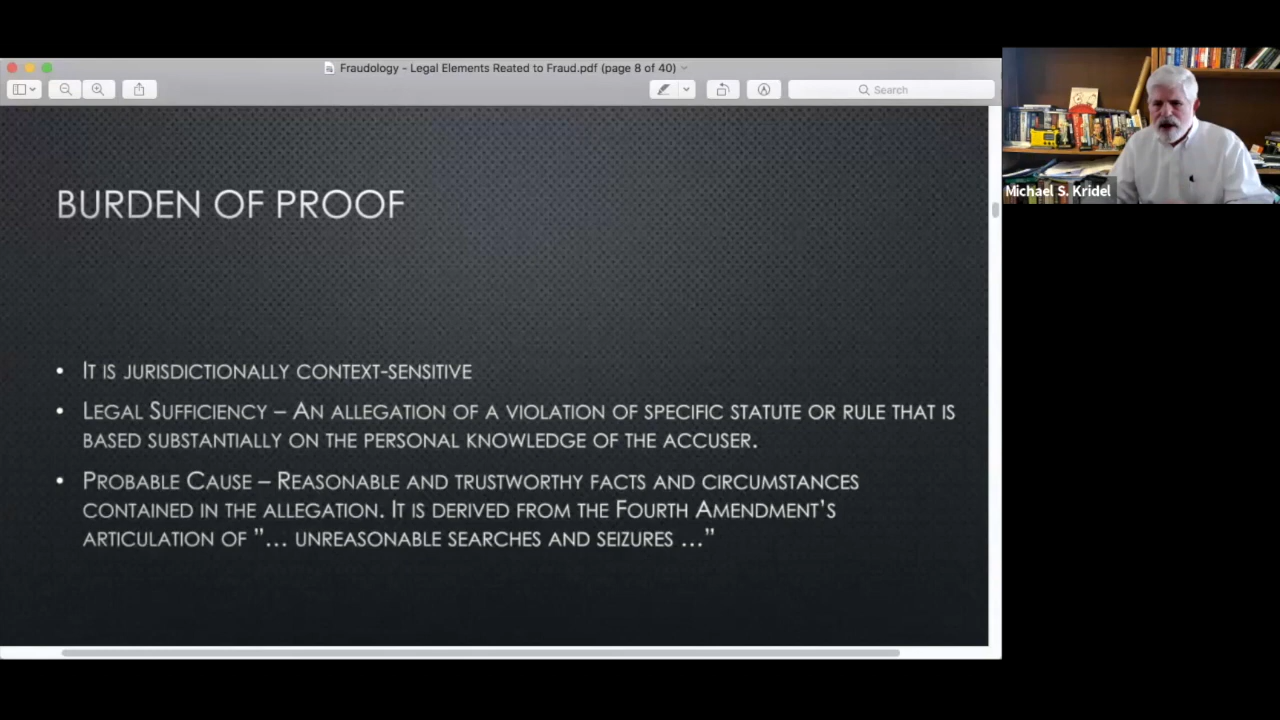 Fraudology - Legal Elements Reated to Fraud.pdf (page 8 of 40)
Search
Michael S. Kridel
BURDEN OF PROOF
• IT IS JURISDICTIONALLY CONTEXT-SENSITIVE
• LEGAL SUFFICIENCY – AN ALLEGATION OF A VIOLATION OF SPECIFIC STATUTE OR RULE THAT IS
BASED SUBSTANTIALLY ON THE PERSONAL KNOWLEDGE OF THE ACCUSER.
• PROBABLE CAUSE – REASONABLE AND TRUSTWORTHY FACTS AND CIRCUMSTANCES
CONTAINED IN THE ALLEGATION. IT IS DERIVED FROM THE FOURTH AMENDMENT'S
ARTICULATION OF "… UNREASONABLE SEARCHES AND SEIZURES …"